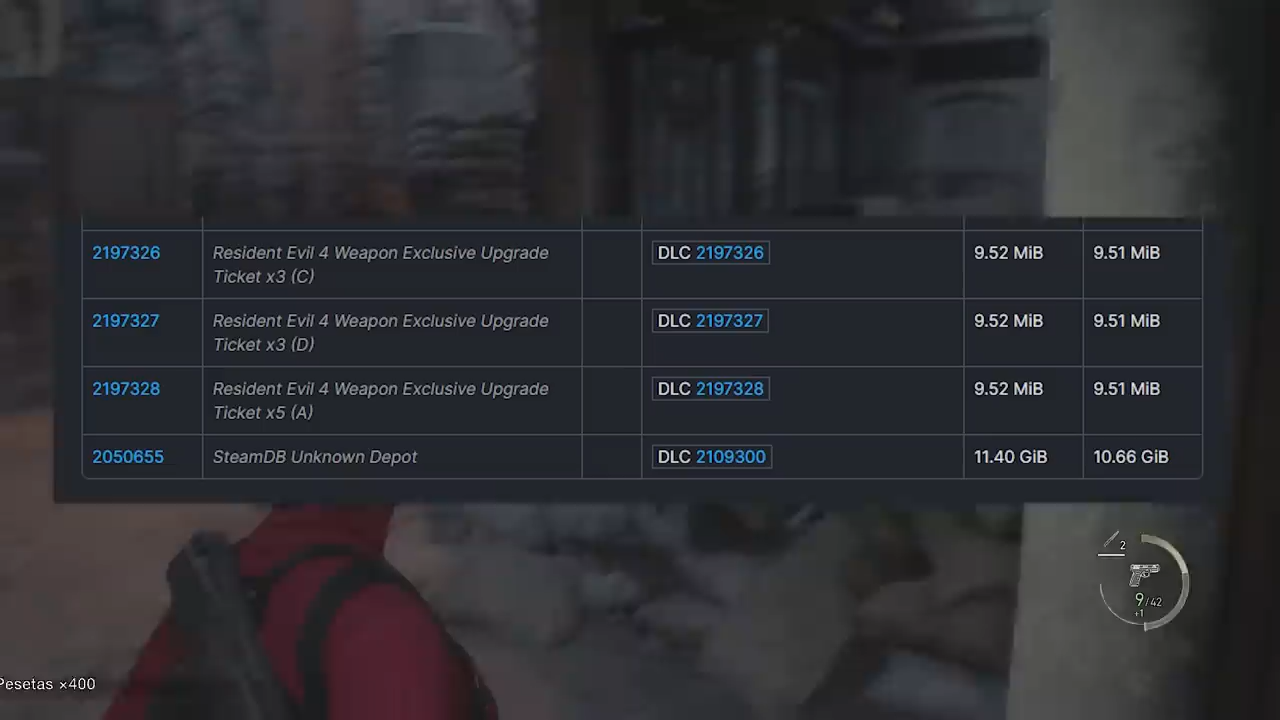 2197326 Resident Evil 4 Weapon Exclusive Upgrade DLC 2197326 9.52 MiB 9.51 MiB
Ticket x3 (C)
2197327 Resident Evil 4 Weapon Exclusive Upgrade DLC 2197327 9.52 MiB 9.51 MiB
Ticket x3 (D)
2197328 Resident Evil 4 Weapon Exclusive Upgrade DLC 2197328 9.52 MiB 9.51 MiB
Ticket x5 (A)
2050655 SteamDB Unknown Depot DLC 2109300 11.40 GiB 10.66 GiB
2
9/42
+1
Pesetas ×400